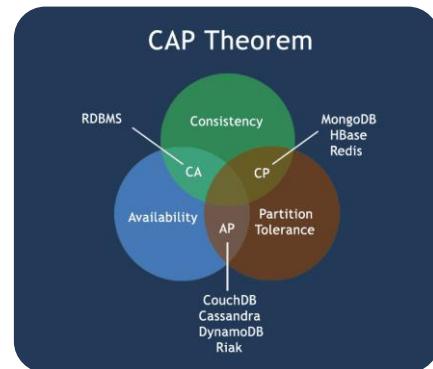 CAP Theorem
RDBMS
Consistency
MongoDB
HBase
Redis
CA
CP
Availability
Partition
Tolerance
AP
CouchDB
Cassandra
DynamoDB
Riak